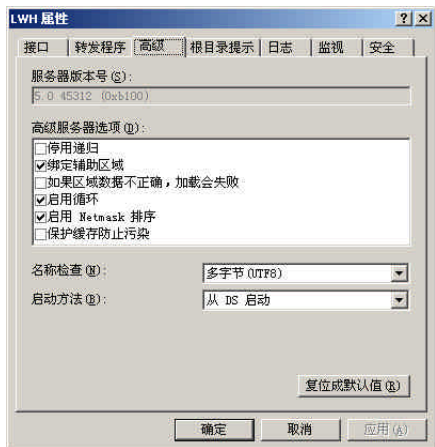 LWH 属性
接口 转发程序 高级 根目录提示 日志 监视 安全
服务器版本号(S):
5.0 45312 (0xb100)
高级服务器选项(D):
停用递归
绑定辅助区域
如果区域数据不正确，加载会失败
启用循环
启用 Netmask 排序
保护缓存防止污染
名称检查(N): 多字节(UTF8)
启动方法(B): 从 DS 启动
复位成默认值(R)
确定 取消 应用(A)